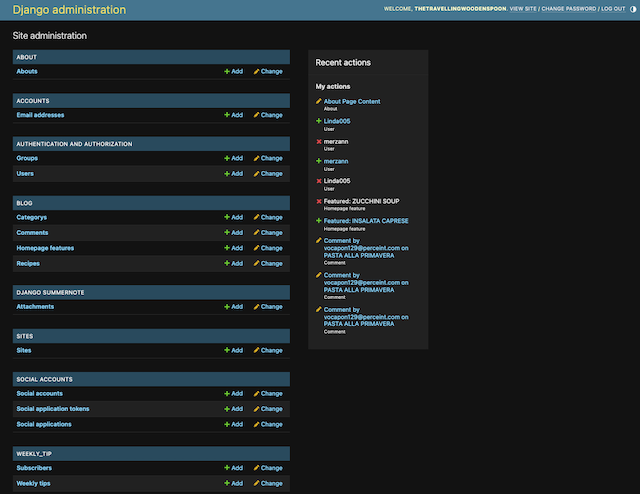 Django administration
WELCOME, THETRAVELLINGWOODENSPOON. VIEW SITE / CHANGE PASSWORD / LOG OUT
Site administration
ABOUT
Abouts Add Change
ACCOUNTS
Email addresses Add Change
AUTHENTICATION AND AUTHORIZATION
Groups Add Change
Users Add Change
BLOG
Categorys Add Change
Comments Add Change
Homepage features Add Change
Recipes Add Change
DJANGO SUMMERNOTE
Attachments Add Change
SITES
Sites Add Change
SOCIAL ACCOUNTS
Social accounts Add Change
Social application tokens Add Change
Social applications Add Change
WEEKLY_TIP
Subscribers Add Change
Weekly tips Add Change
Recent actions
My actions
About Page Content
About
Linda005
User
merzann
User
merzann
User
Linda005
User
Featured: ZUCCHINI SOUP
Homepage feature
Featured: INSALATA CAPRESE
Homepage feature
Comment by
vocapon129@perceint.com on
PASTA ALLA PRIMAVERA
Comment
Comment by
vocapon129@perceint.com on
PASTA ALLA PRIMAVERA
Comment
Comment by
vocapon129@perceint.com on
PASTA ALLA PRIMAVERA
Comment